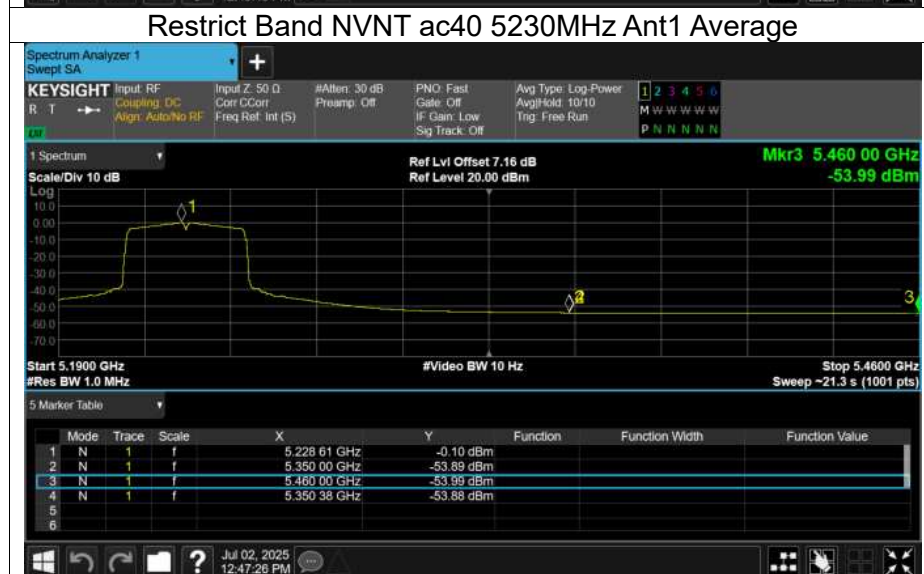 Restrict Band NVNT ac40 5230MHz Ant1 Average
Spectrum Analyzer 1
Swept SA
+
KEYSIGHT Input: RF Input Z: 50 Ω #Atten: 30 dB PNO: Fast Avg Type: Log-Power 1 2 3 4 5 6
R T Coupling: DC Corr CCorr Preamp: Off Gate: Off Avg|Hold: 10/10 M W W W W W
Align: Auto/No RF Freq Ref: Int (S) IF Gain: Low Trig: Free Run
Sig Track: Off P N N N N N
1 Spectrum Ref Lvl Offset 7.16 dB Mkr3 5.460 00 GHz
Scale/Div 10 dB Ref Level 20.00 dBm -53.99 dBm
Log
10.0
0.00
-10.0
-20.0
-30.0
-40.0
-50.0
-60.0
-70.0
1
3
Start 5.1900 GHz #Video BW 10 Hz Stop 5.4600 GHz
#Res BW 1.0 MHz Sweep ~21.3 s (1001 pts)
5 Marker Table
Mode Trace Scale X Y Function Function Width Function Value
1 N 1 f 5.228 61 GHz -0.10 dBm
2 N 1 f 5.350 00 GHz -53.89 dBm
3 N 1 f 5.460 00 GHz -53.99 dBm
4 N 1 f 5.350 38 GHz -53.88 dBm
5
6
? Jul 02, 2025
12:47:26 PM